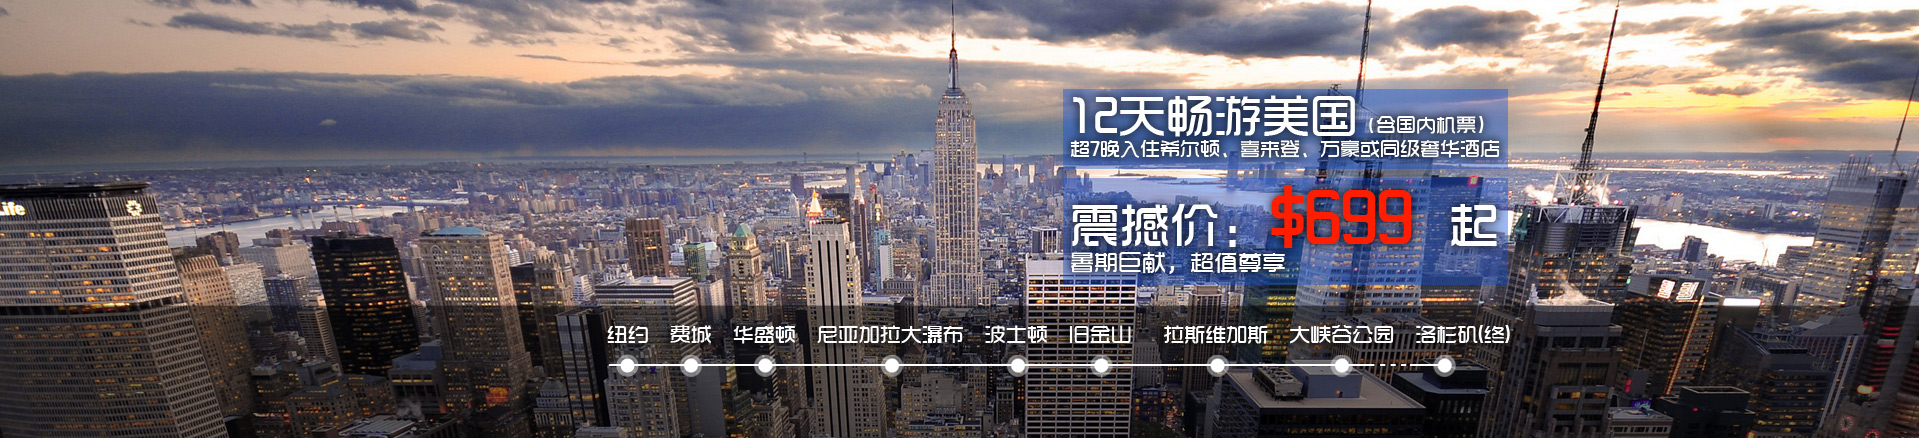 Life
12天畅游美国（含国内机票）
超7晚入住希尔顿、喜来登、万豪或同级奢华酒店
震撼价：$699 起
暑期巨献，超值尊享
纽约 费城 华盛顿 尼亚加拉大瀑布 波士顿 旧金山 拉斯维加斯 大峡谷公园 洛杉矶(终)